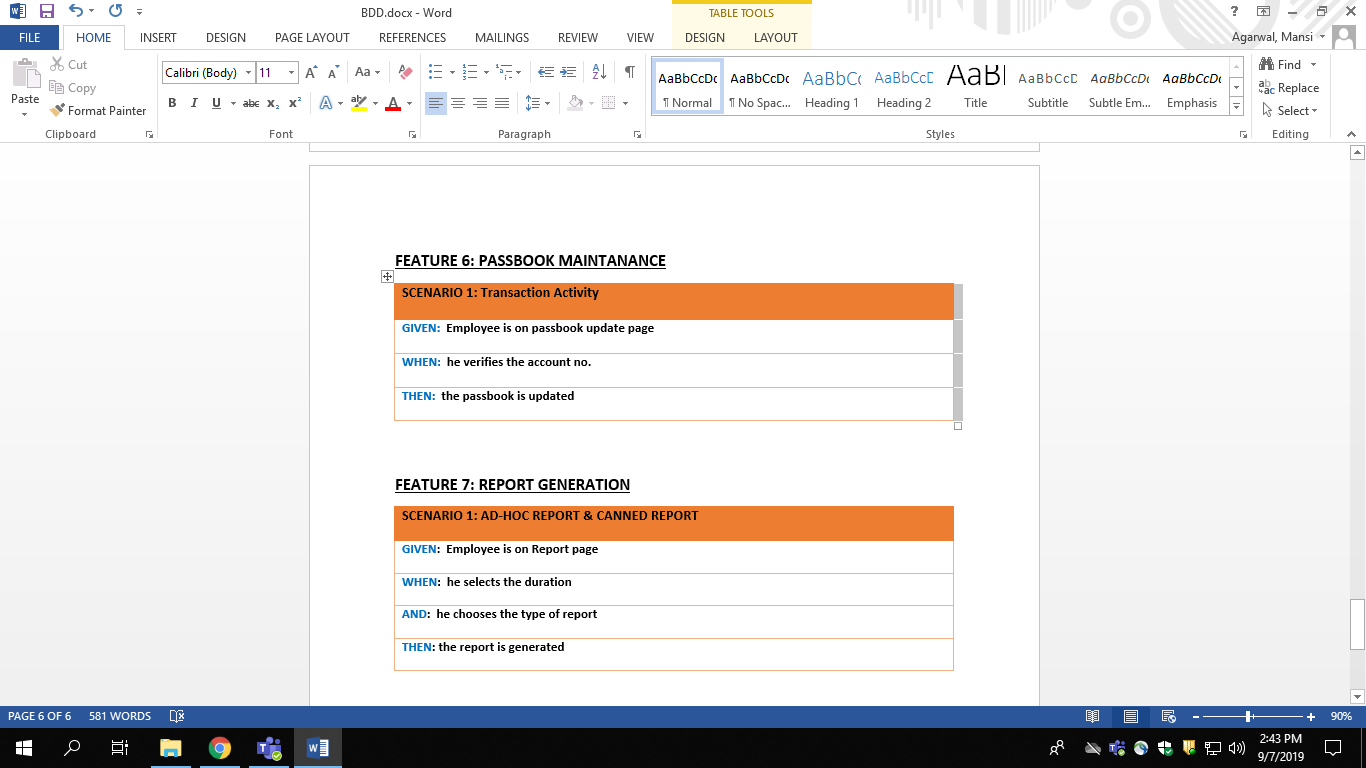 BDD.docx - Word
TABLE TOOLS
?
FILE HOME INSERT DESIGN PAGE LAYOUT REFERENCES MAILINGS REVIEW VIEW DESIGN LAYOUT Agarwal, Mansi
Paste
Cut
Copy
Format Painter
Clipboard
Calibri (Body) 11
Font
Paragraph
AaBbCcDc AaBbCcDc AaBbCc AaBbCcD AaB AaBbCcD AaBbCcDc AaBbCcDc
¶ Normal ¶ No Spac... Heading 1 Heading 2 Title Subtitle Subtle Em... Emphasis
Styles
Find
Replace
Select
Editing
FEATURE 6: PASSBOOK MAINTANANCE
SCENARIO 1: Transaction Activity
GIVEN: Employee is on passbook update page
WHEN: he verifies the account no.
THEN: the passbook is updated
FEATURE 7: REPORT GENERATION
SCENARIO 1: AD-HOC REPORT & CANNED REPORT
GIVEN: Employee is on Report page
WHEN: he selects the duration
AND: he chooses the type of report
THEN: the report is generated
PAGE 6 OF 6 581 WORDS 90%
2:43 PM
9/7/2019